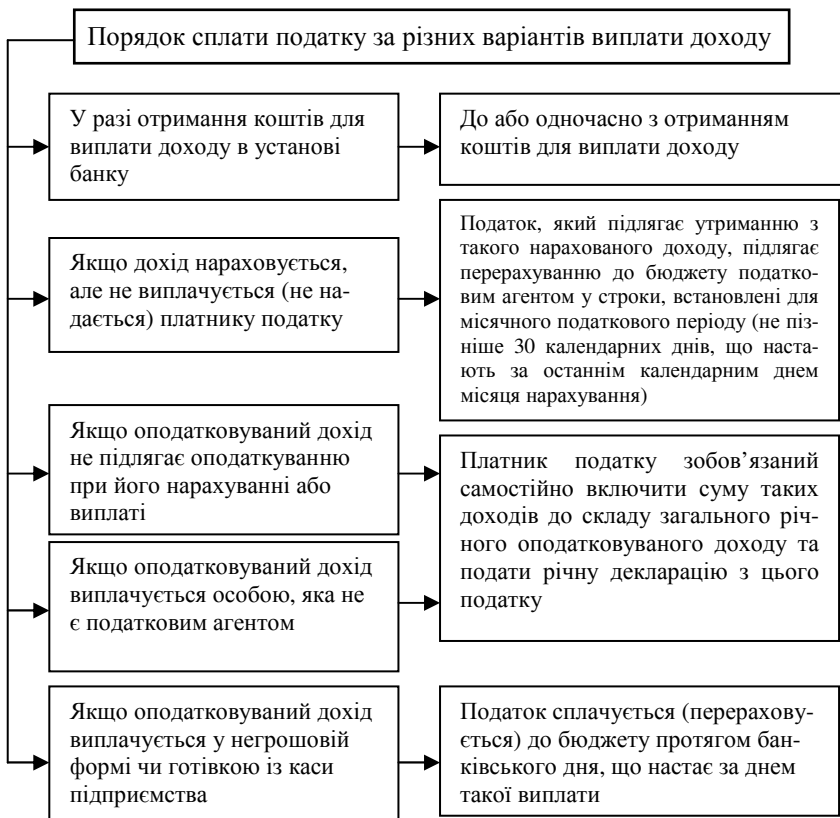 Порядок сплати податку за різних варіантів виплати доходу
У разі отримання коштів для
виплати доходу в установі
банку
До або одночасно з отриманням
коштів для виплати доходу
Якщо дохід нараховується,
але не виплачується (не на-
дається) платнику податку
Податок, який підлягає утриманню з
такого нарахованого доходу, підлягає
перерахуванню до бюджету податко-
вим агентом у строки, встановлені для
місячного податкового періоду (не піз-
ніше 30 календарних днів, що наста-
ють за останнім календарним днем
місяця нарахування)
Якщо оподатковуваний дохід
не підлягає оподаткуванню
при його нарахуванні або
виплаті
Якщо оподатковуваний дохід
виплачується особою, яка не
є податковим агентом
Платник податку зобов’язаний
самостійно включити суму таких
доходів до складу загального річ-
ного оподатковуваного доходу та
подати річну декларацію з цього
податку
Якщо оподатковуваний дохід
виплачується у негрошовій
формі чи готівкою із каси
підприємства
Податок сплачується (перерахову-
ється) до бюджету протягом бан-
ківського дня, що настає за днем
такої виплати